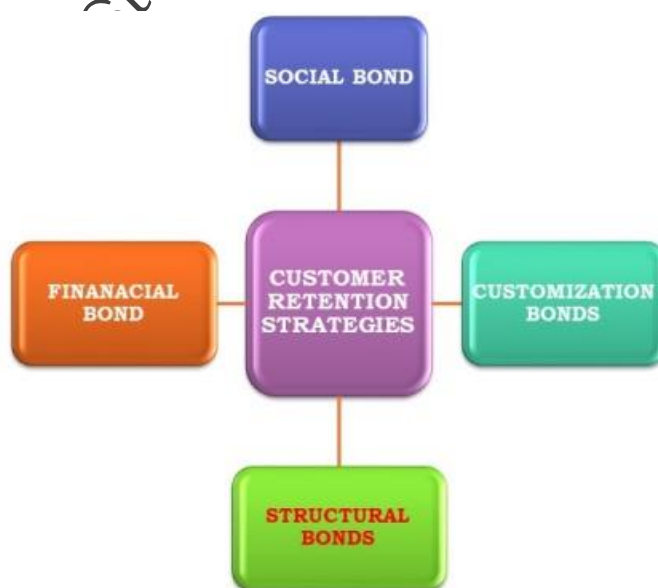 SOCIAL BOND
FINANACIAL
BOND
CUSTOMER
RETENTION
STRATEGIES
CUSTOMIZATION
BONDS
STRUCTURAL
BONDS